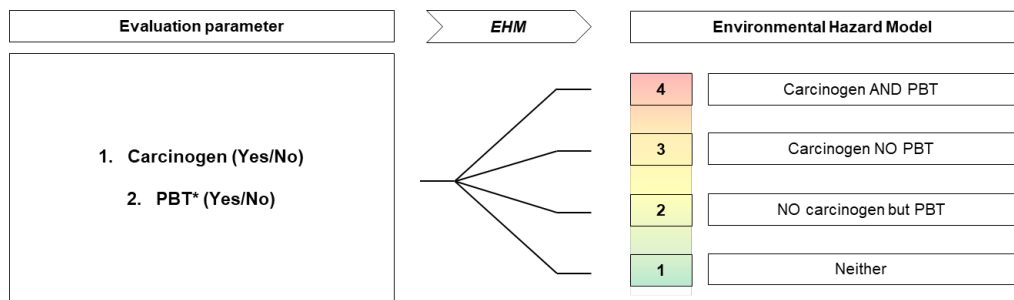 Evaluation parameter
EHM
Environmental Hazard Model
1. Carcinogen (Yes/No)
2. PBT* (Yes/No)
4 Carcinogen AND PBT
3 Carcinogen NO PBT
2 NO carcinogen but PBT
1 Neither